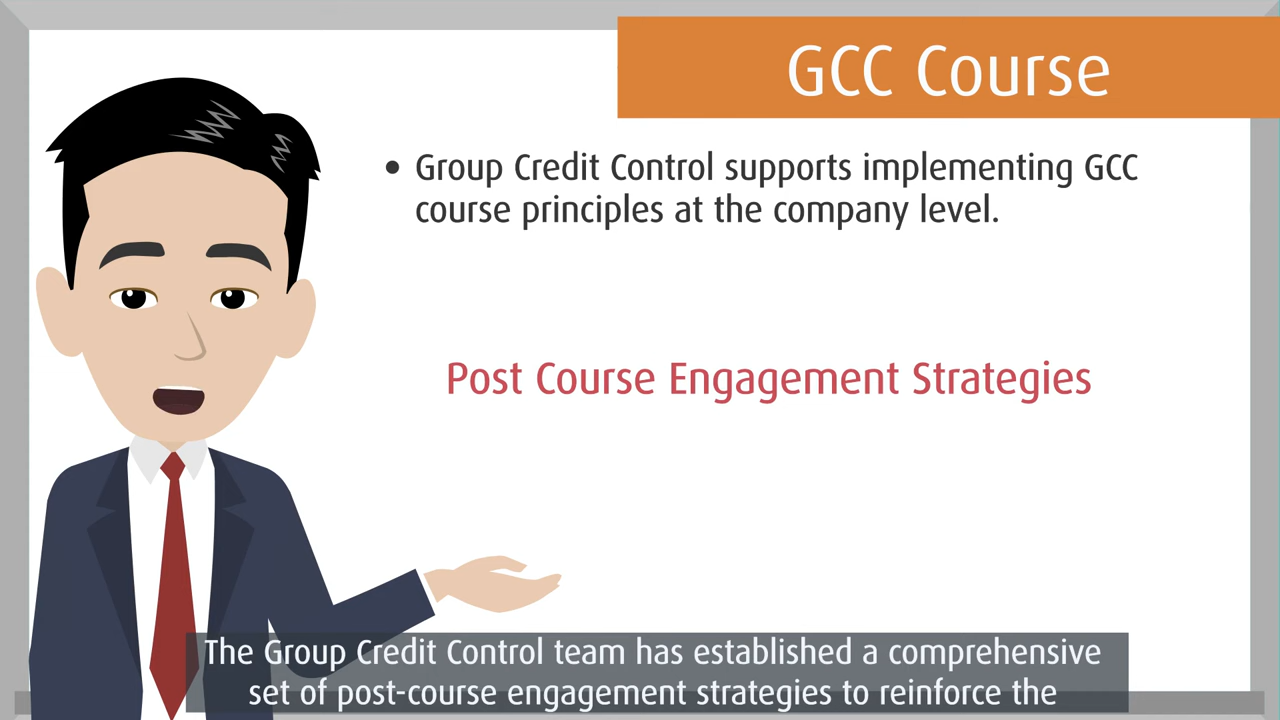 GCC Course
• Group Credit Control supports implementing GCC
course principles at the company level.
Post Course Engagement Strategies
The Group Credit Control team has established a comprehensive
set of post-course engagement strategies to reinforce the